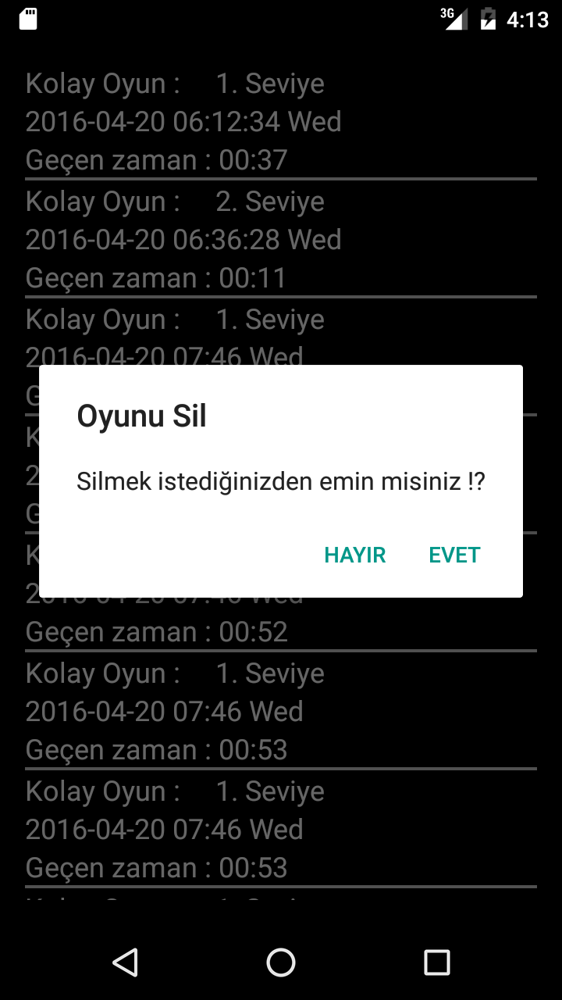 3G 4:13
Kolay Oyun : 1. Seviye
2016-04-20 06:12:34 Wed
Geçen zaman : 00:37
Kolay Oyun : 2. Seviye
2016-04-20 06:36:28 Wed
Geçen zaman : 00:11
Kolay Oyun : 1. Seviye
2016-04-20 07:46 Wed
Oyunu Sil
Silmek istediğinizden emin misiniz !?
HAYIR EVET
Geçen zaman : 00:52
Kolay Oyun : 1. Seviye
2016-04-20 07:46 Wed
Geçen zaman : 00:53
Kolay Oyun : 1. Seviye
2016-04-20 07:46 Wed
Geçen zaman : 00:53